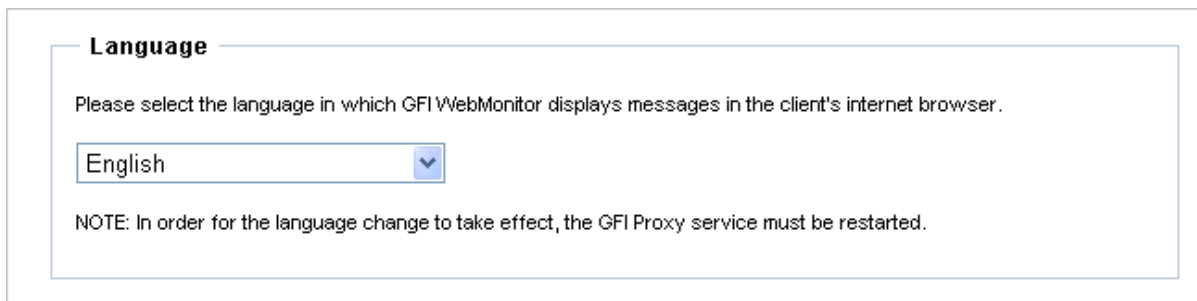 Language
Please select the language in which GFI WebMonitor displays messages in the client's internet browser.
English
NOTE: In order for the language change to take effect, the GFI Proxy service must be restarted.